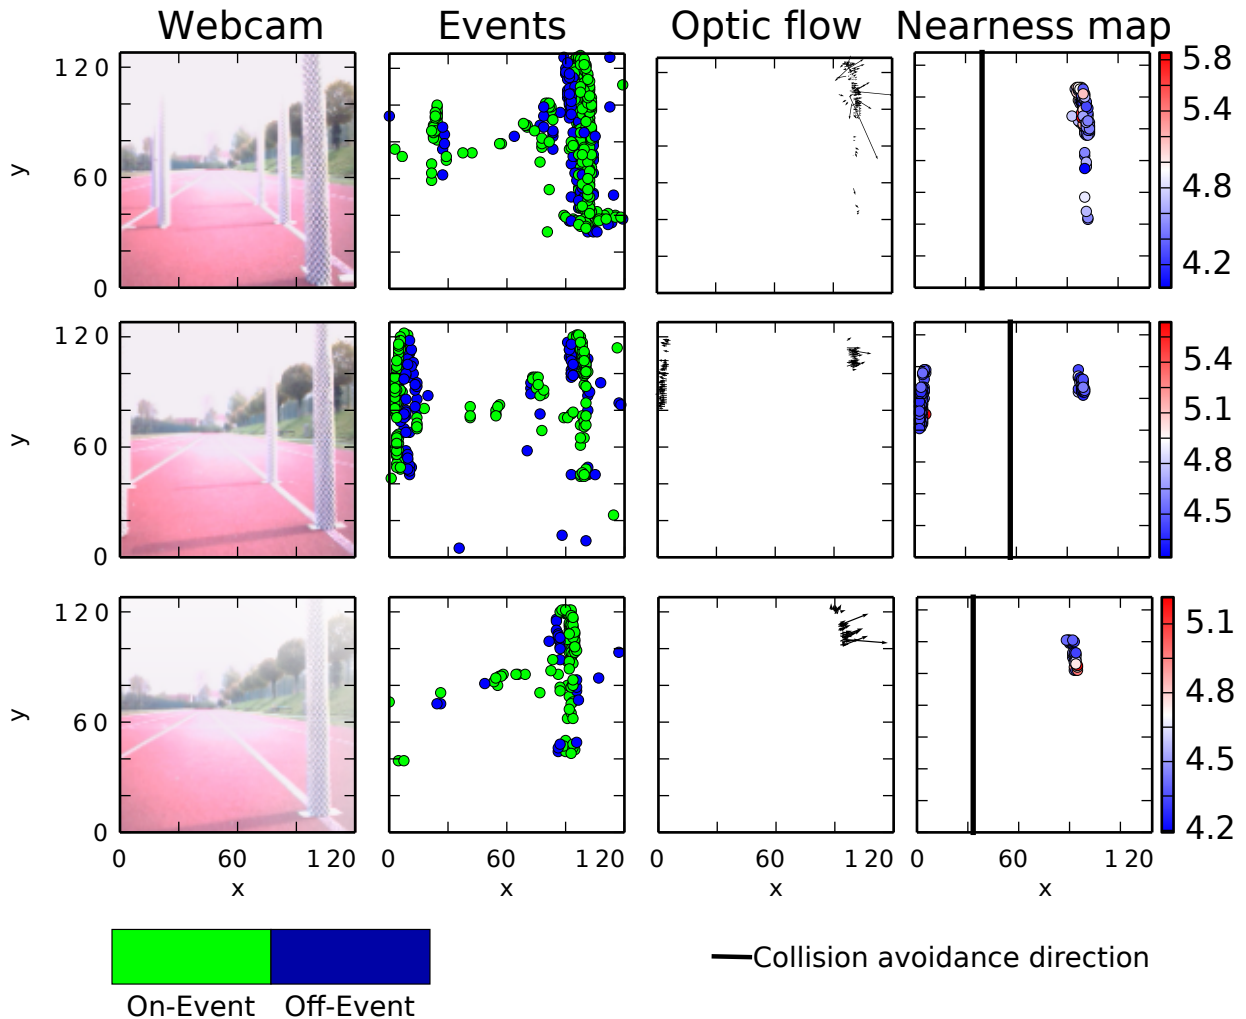 Webcam Events Optic flow Nearness map
120
60
0
y
5.8
5.4
4.8
4.2
120
60
0
y
5.4
5.1
4.8
4.5
120
60
0
y
5.1
4.8
4.5
4.2
0 60 120 0 60 120 0 60 120 0 60 120
x x x x
Collision avoidance direction
On-Event Off-Event